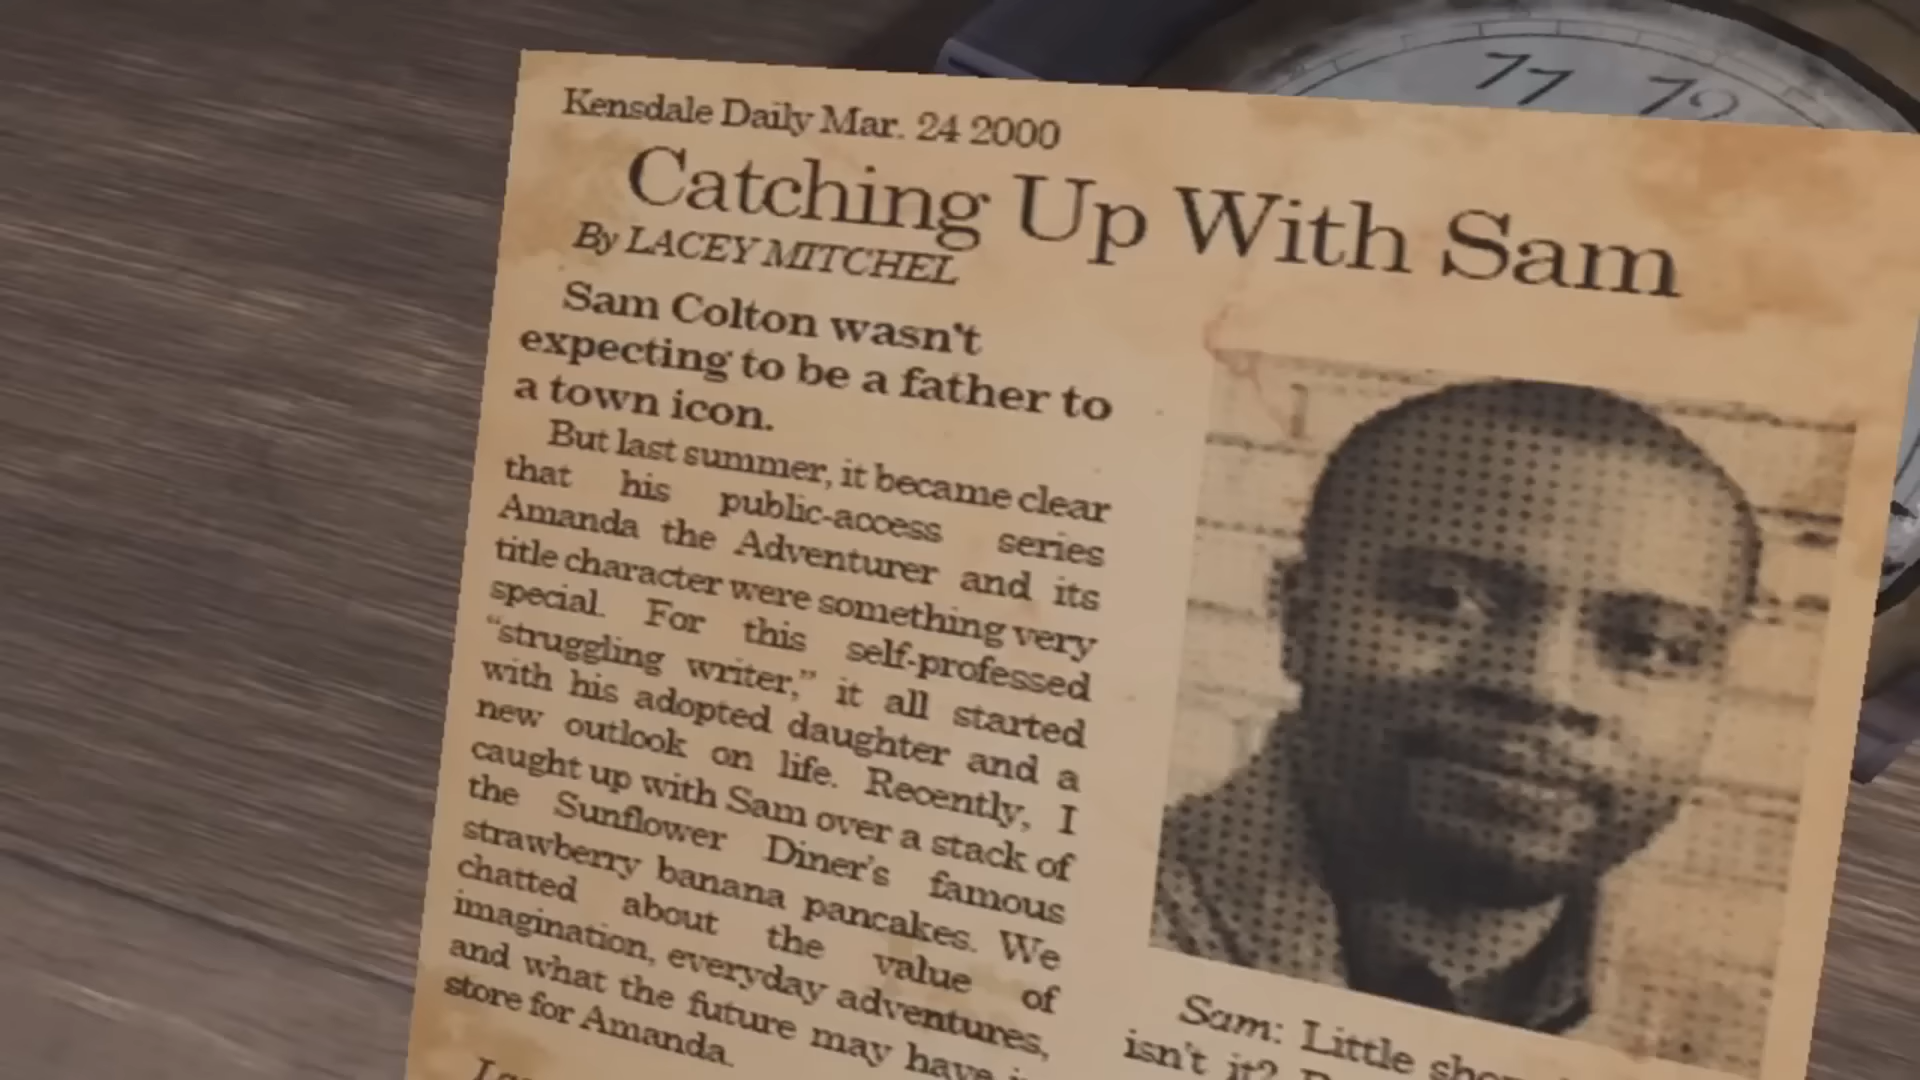 77 79
Kensdale Daily Mar. 24 2000
Catching Up With Sam
By LACEY MITCHEL
Sam Colton wasn't
expecting to be a father to
a town icon.
But last summer, it became clear
that his public-access series
Amanda the Adventurer and its
title character were something very
special. For this self-professed
“struggling writer,” it all started
with his adopted daughter and a
new outlook on life. Recently, I
caught up with Sam over a stack of
the Sunflower Diner's famous
strawberry banana pancakes. We
chatted about the value of
imagination, everyday adventures,
and what the future may have
store for Amanda.
Sam: Little
isn't it?